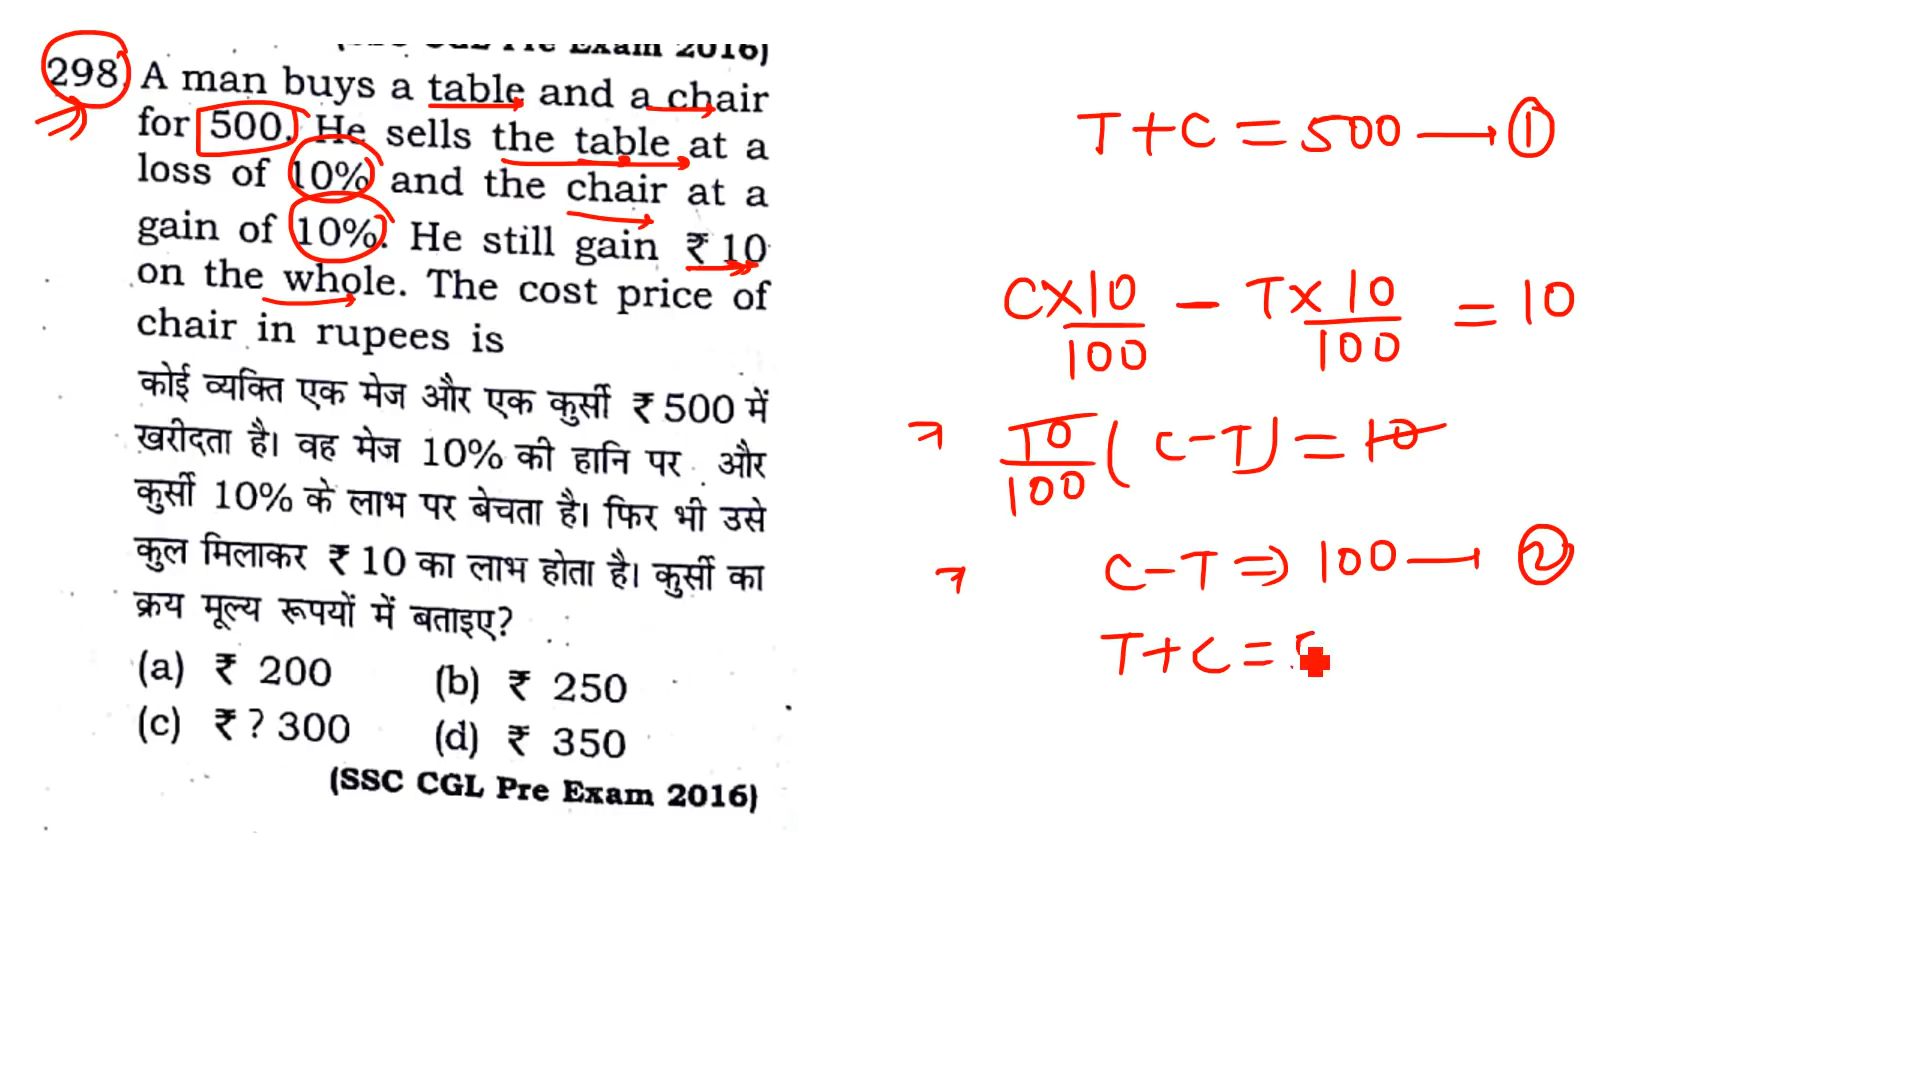 (SSC CGL Pre Exam 2016)
298. A man buys a table and a chair
for 500. He sells the table at a
loss of 10% and the chair at a
gain of 10%. He still gain ₹ 10
on the whole. The cost price of
chair in rupees is
कोई व्यक्ति एक मेज और एक कुर्सी ₹ 500 में
खरीदता है। वह मेज 10% की हानि पर और
कुर्सी 10% के लाभ पर बेचता है। फिर भी उसे
कुल मिलाकर ₹ 10 का लाभ होता है। कुर्सी का
क्रय मूल्य रूपयों में बताइए?
(a) ₹ 200 (b) ₹ 250
(c) ₹ ? 300 (d) ₹ 350
(SSC CGL Pre Exam 2016)
T+C = 500 — ①
C×10/100 − T×10/100 = 10
10/100 (C−T) = 10
C−T ⇒ 100 — ②
T+C =